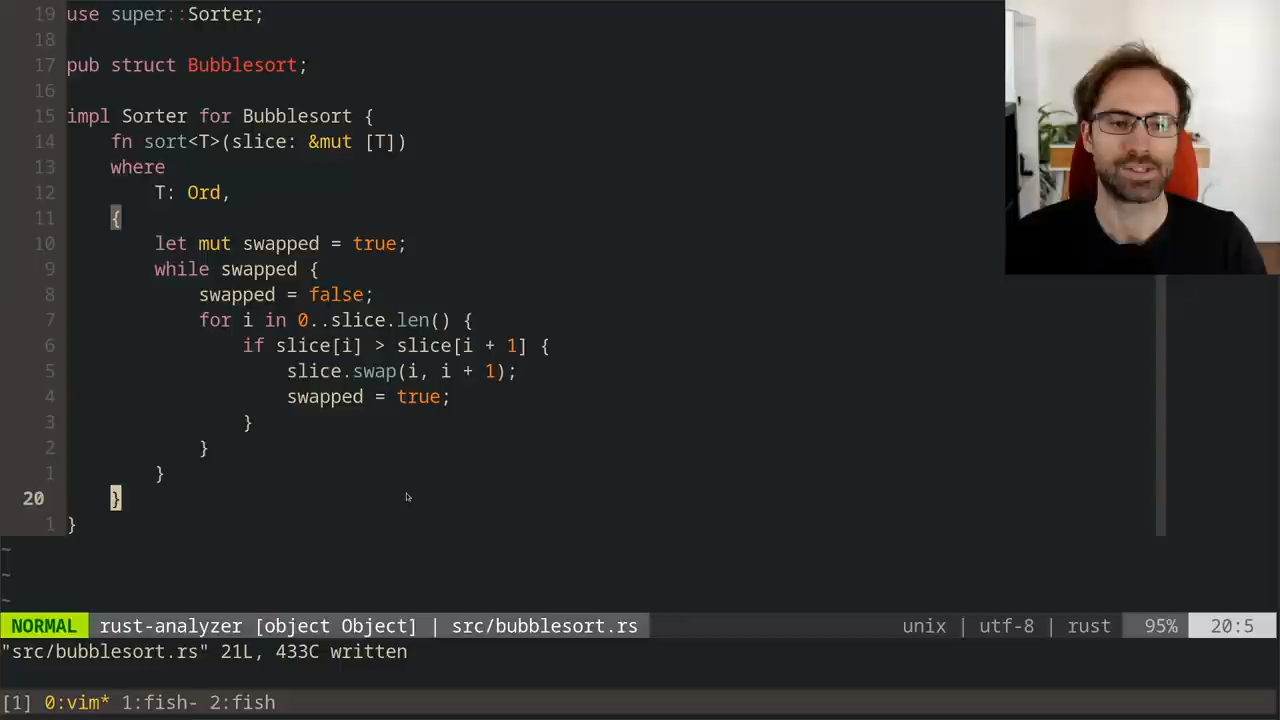 19 use super::Sorter;
18
17 pub struct Bubblesort;
16
15 impl Sorter for Bubblesort {
14     fn sort<T>(slice: &mut [T])
13     where
12         T: Ord,
11     {
10         let mut swapped = true;
9         while swapped {
8             swapped = false;
7             for i in 0..slice.len() {
6                 if slice[i] > slice[i + 1] {
5                     slice.swap(i, i + 1);
4                     swapped = true;
3                 }
2             }
1         }
20     }
1 }
~
~
~
NORMAL rust-analyzer [object Object] | src/bubblesort.rs unix | utf-8 | rust 95% 20:5
"src/bubblesort.rs" 21L, 433C written
[1] 0:vim* 1:fish- 2:fish